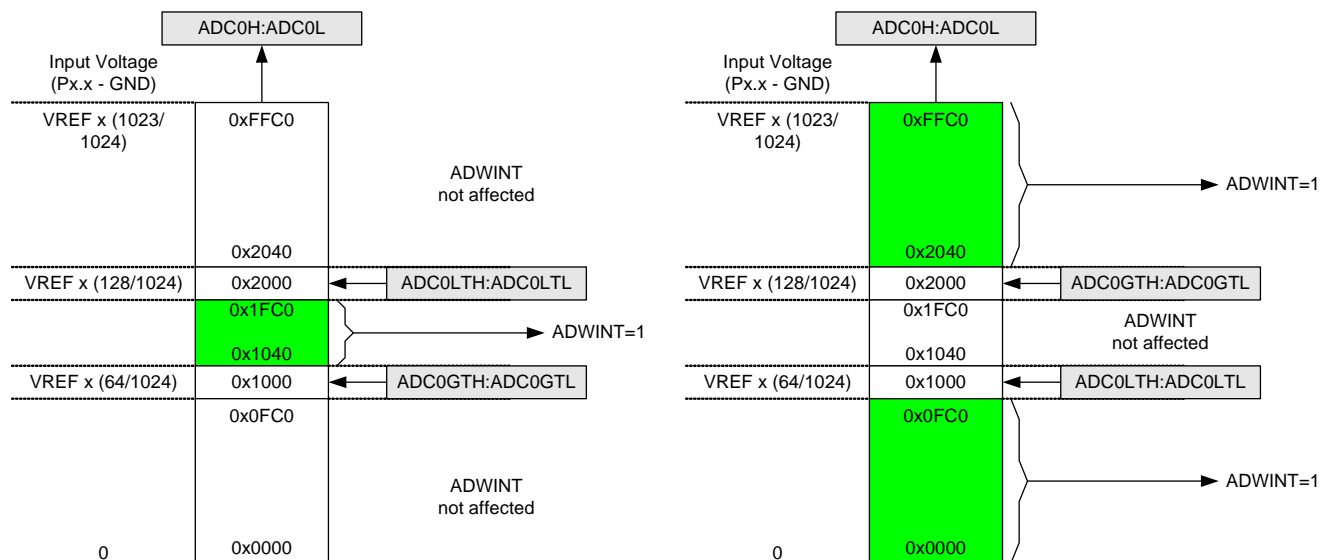 ADC0H:ADC0L
Input Voltage
(Px.x - GND)
VREF x (1023/
1024)
0xFFC0
ADWINT
not affected
0x2040
VREF x (128/1024)
0x2000
ADC0LTH:ADC0LTL
0x1FC0
ADWINT=1
0x1040
VREF x (64/1024)
0x1000
ADC0GTH:ADC0GTL
0x0FC0
ADWINT
not affected
0
0x0000
ADC0H:ADC0L
Input Voltage
(Px.x - GND)
VREF x (1023/
1024)
0xFFC0
ADWINT=1
0x2040
VREF x (128/1024)
0x2000
ADC0GTH:ADC0GTL
0x1FC0
ADWINT
not affected
0x1040
VREF x (64/1024)
0x1000
ADC0LTH:ADC0LTL
0x0FC0
ADWINT=1
0
0x0000